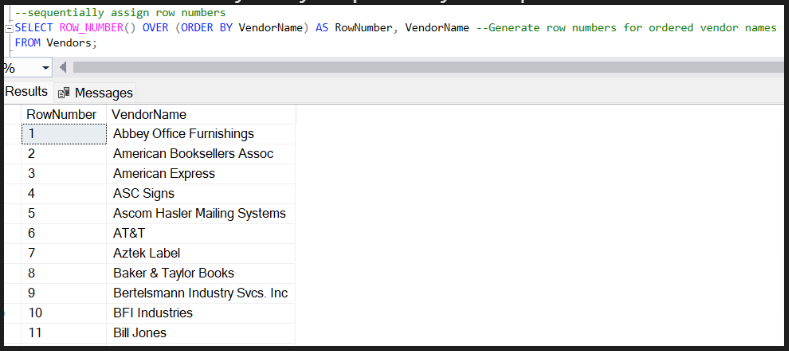 --sequentially assign row numbers
SELECT ROW_NUMBER() OVER (ORDER BY VendorName) AS RowNumber, VendorName --Generate row numbers for ordered vendor names
FROM Vendors;
%
Results Messages
RowNumber VendorName
1 Abbey Office Furnishings
2 American Booksellers Assoc
3 American Express
4 ASC Signs
5 Ascom Hasler Mailing Systems
6 AT&T
7 Aztek Label
8 Baker & Taylor Books
9 Bertelsmann Industry Svcs. Inc
10 BFI Industries
11 Bill Jones